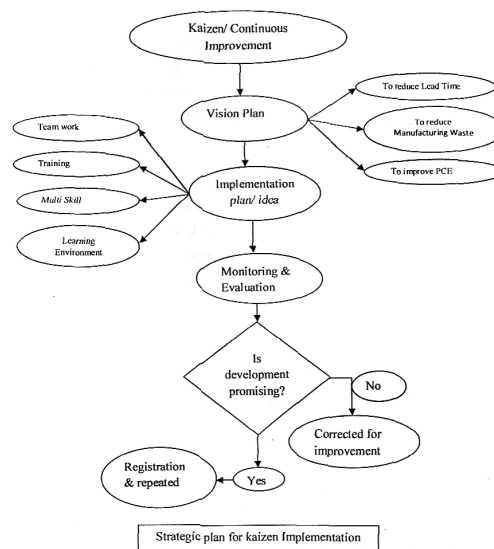 Kaizen/ Continuous
Improvement
Vision Plan
To reduce Lead Time
To reduce
Manufacturing Waste
To improve PCE
Team work
Training
Multi Skill
Learning
Environment
Implementation
plan/ idea
Monitoring &
Evaluation
Is
development
promising?
No
Corrected for
improvement
Yes
Registration
& repeated
Strategic plan for kaizen Implementation